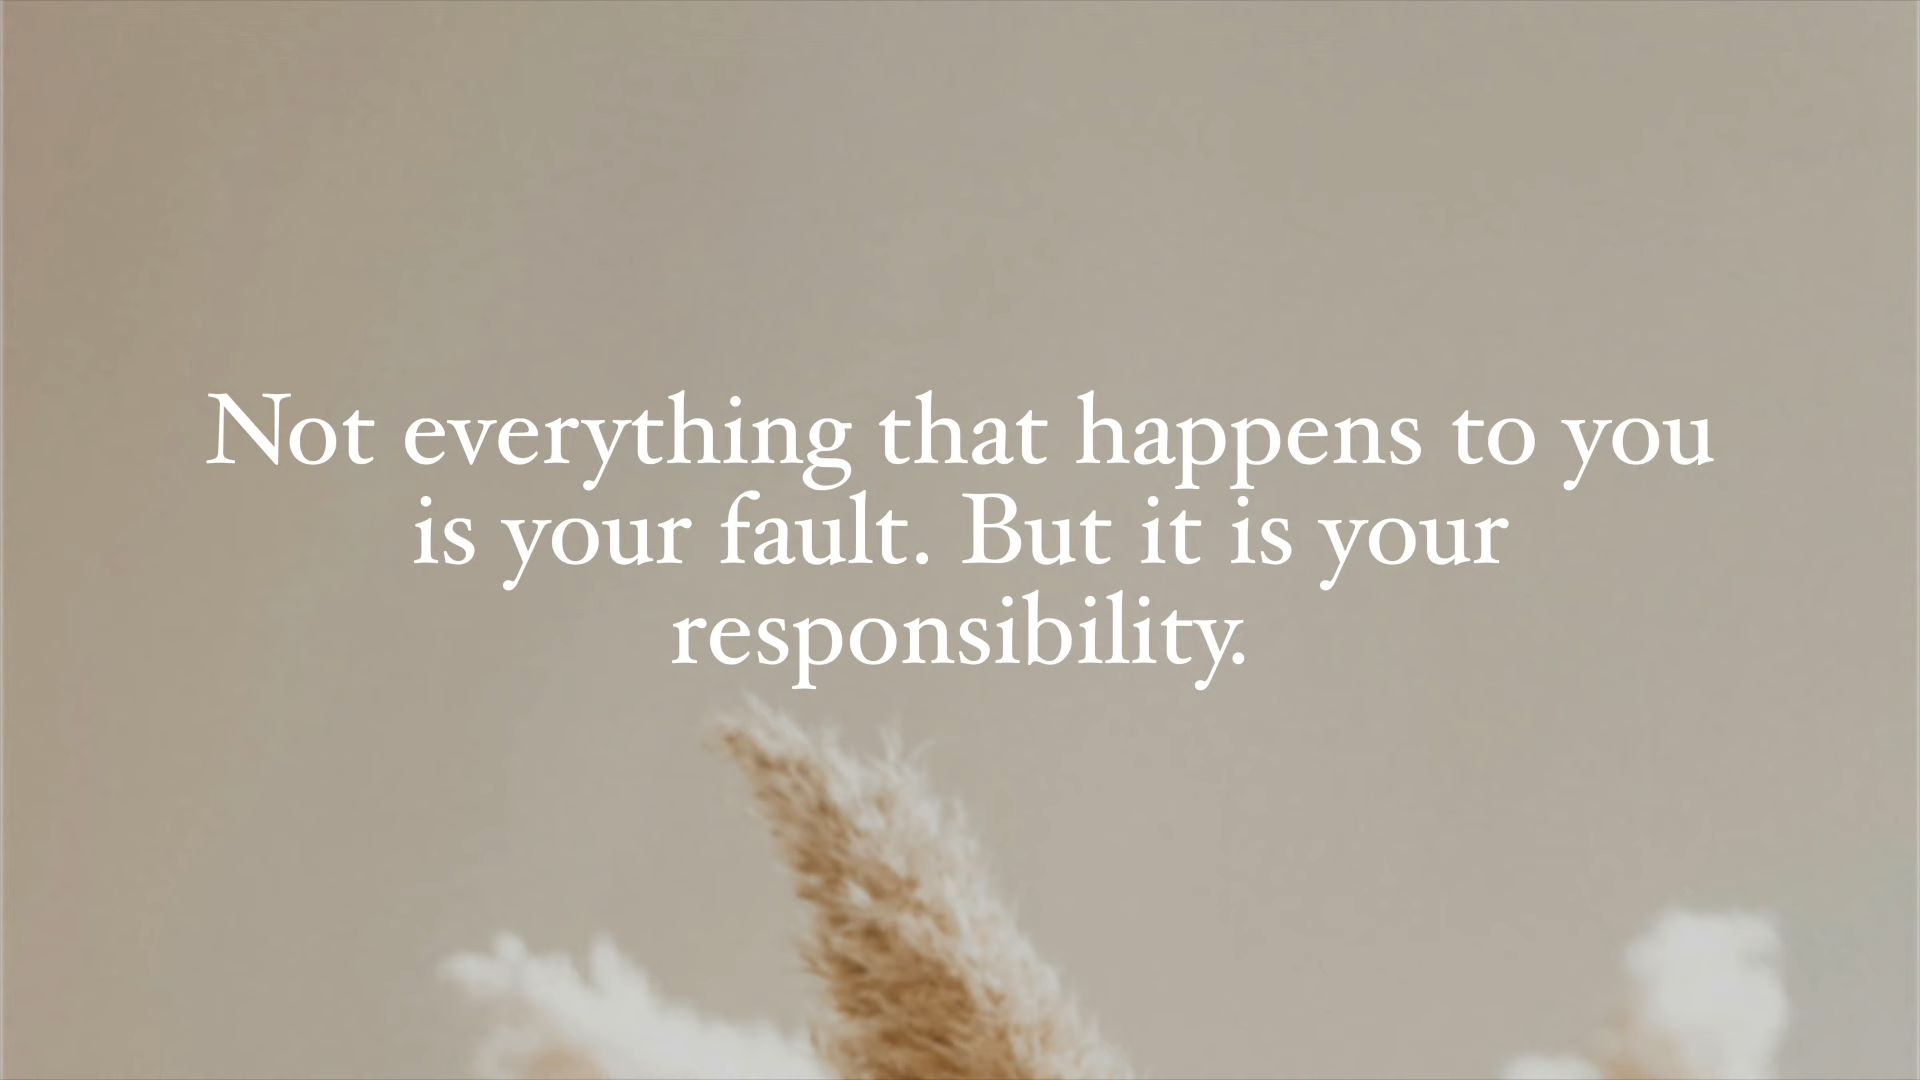 Not everything that happens to you
is your fault. But it is your
responsibility.